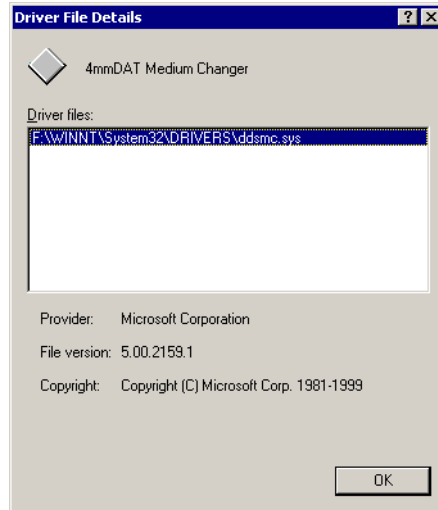 Driver File Details
4mmDAT Medium Changer
Driver files:
F:\WINNT\System32\DRIVERS\ddsmc.sys
Provider: Microsoft Corporation
File version: 5.00.2159.1
Copyright: Copyright (C) Microsoft Corp. 1981-1999
OK